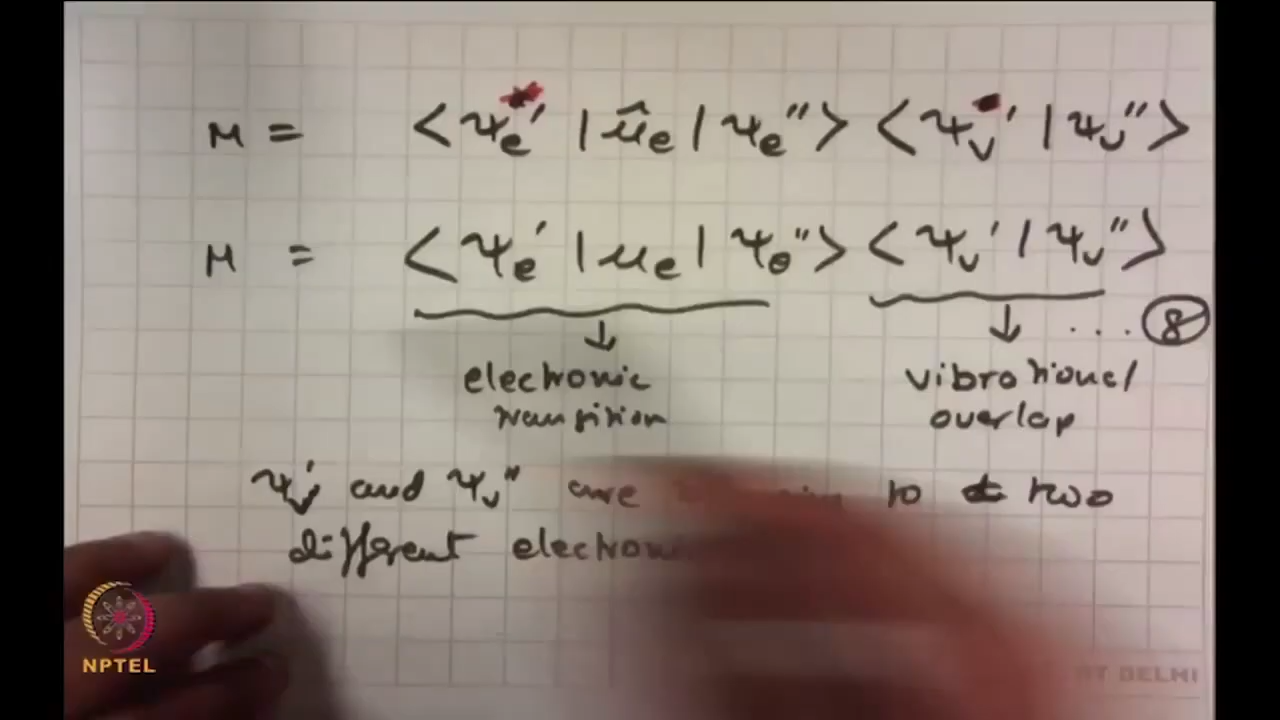 μ = < ψe' | μ̂e | ψe'' > < ψv' | ψv'' >
μ = < ψe' | μe | ψe'' > < ψv' | ψv'' >
... 8
electronic transition
vibrational overlap
ψv' and ψv'' are to two
different
NPTEL
DELHI